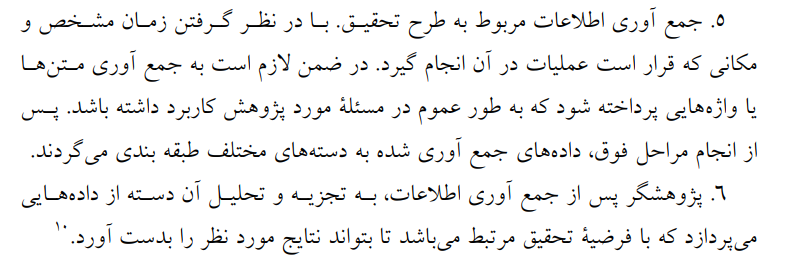 ٥. جمع آوری اطلاعات مربوط به طرح تحقیق. با در نظر گرفتن زمان مشخص و
مکانی که قرار است عملیات در آن انجام گیرد. در ضمن لازم است به جمع آوری متن‌ها
یا واژه‌هایی پرداخته شود که به طور عموم در مسئلهٔ مورد پژوهش کاربرد داشته باشد. پس
از انجام مراحل فوق، داده‌های جمع آوری شده به دسته‌های مختلف طبقه بندی می‌گردند.
٦. پژوهشگر پس از جمع آوری اطلاعات، به تجزیه و تحلیل آن دسته از داده‌هایی
می‌پردازد که با فرضیهٔ تحقیق مرتبط می‌باشد تا بتواند نتایج مورد نظر را بدست آورد.۱۰